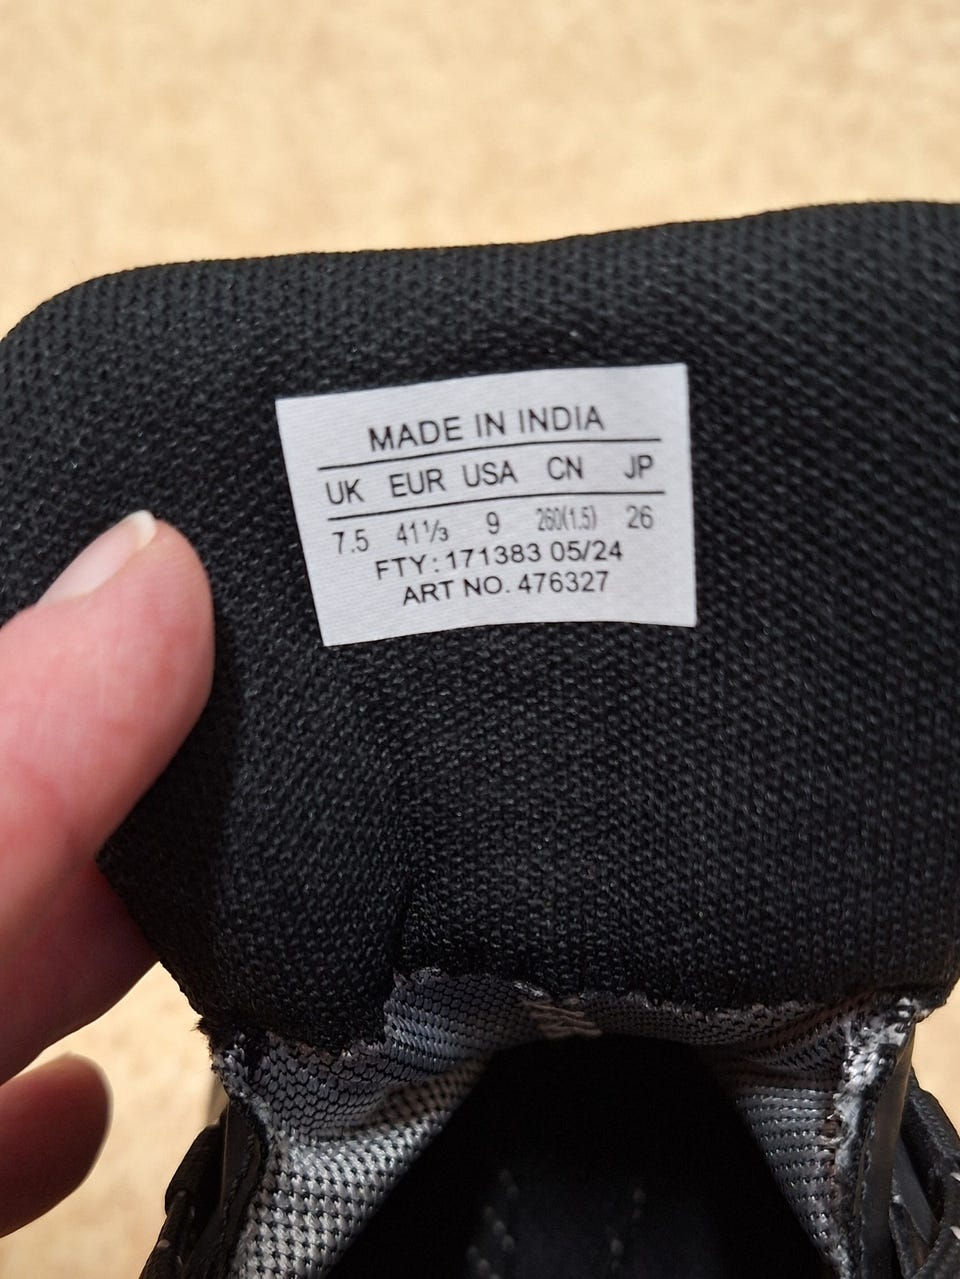 MADE IN INDIA
UK EUR USA CN JP
7.5 41⅓ 9 260(1.5) 26
FTY: 171383 05/24
ART NO. 476327